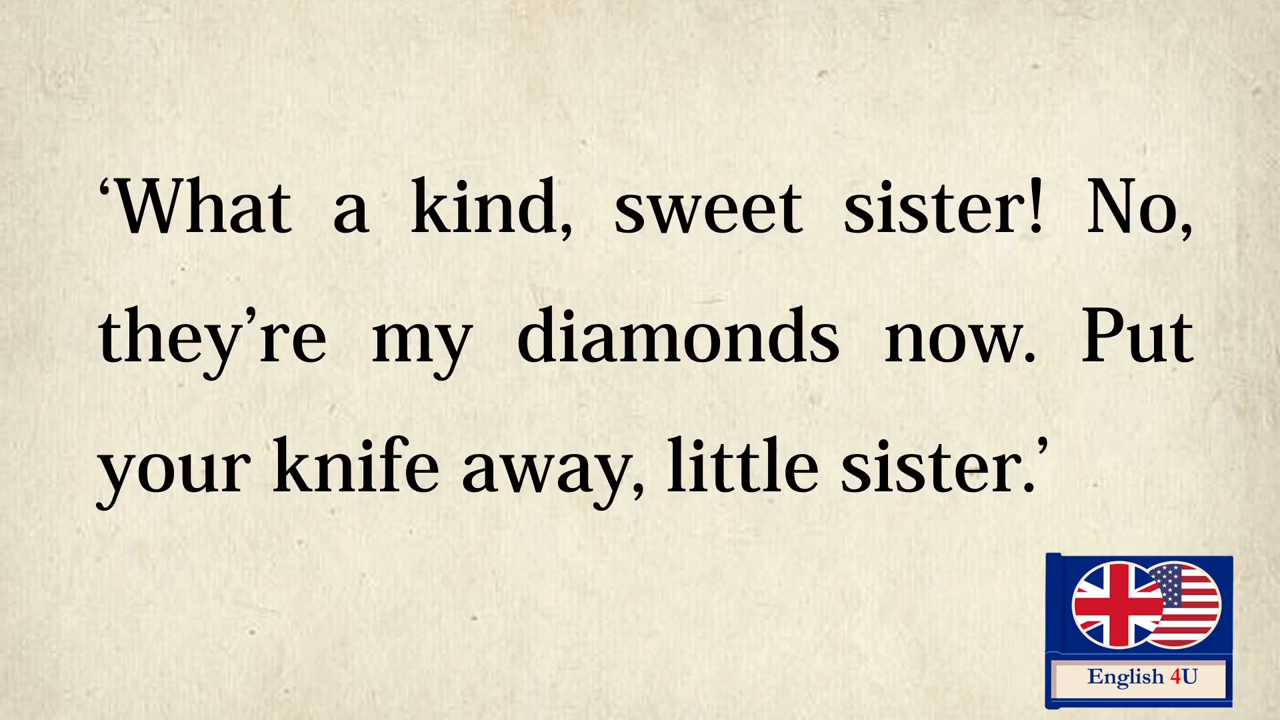 ‘What a kind, sweet sister! No,
they’re my diamonds now. Put
your knife away, little sister.’
English 4U